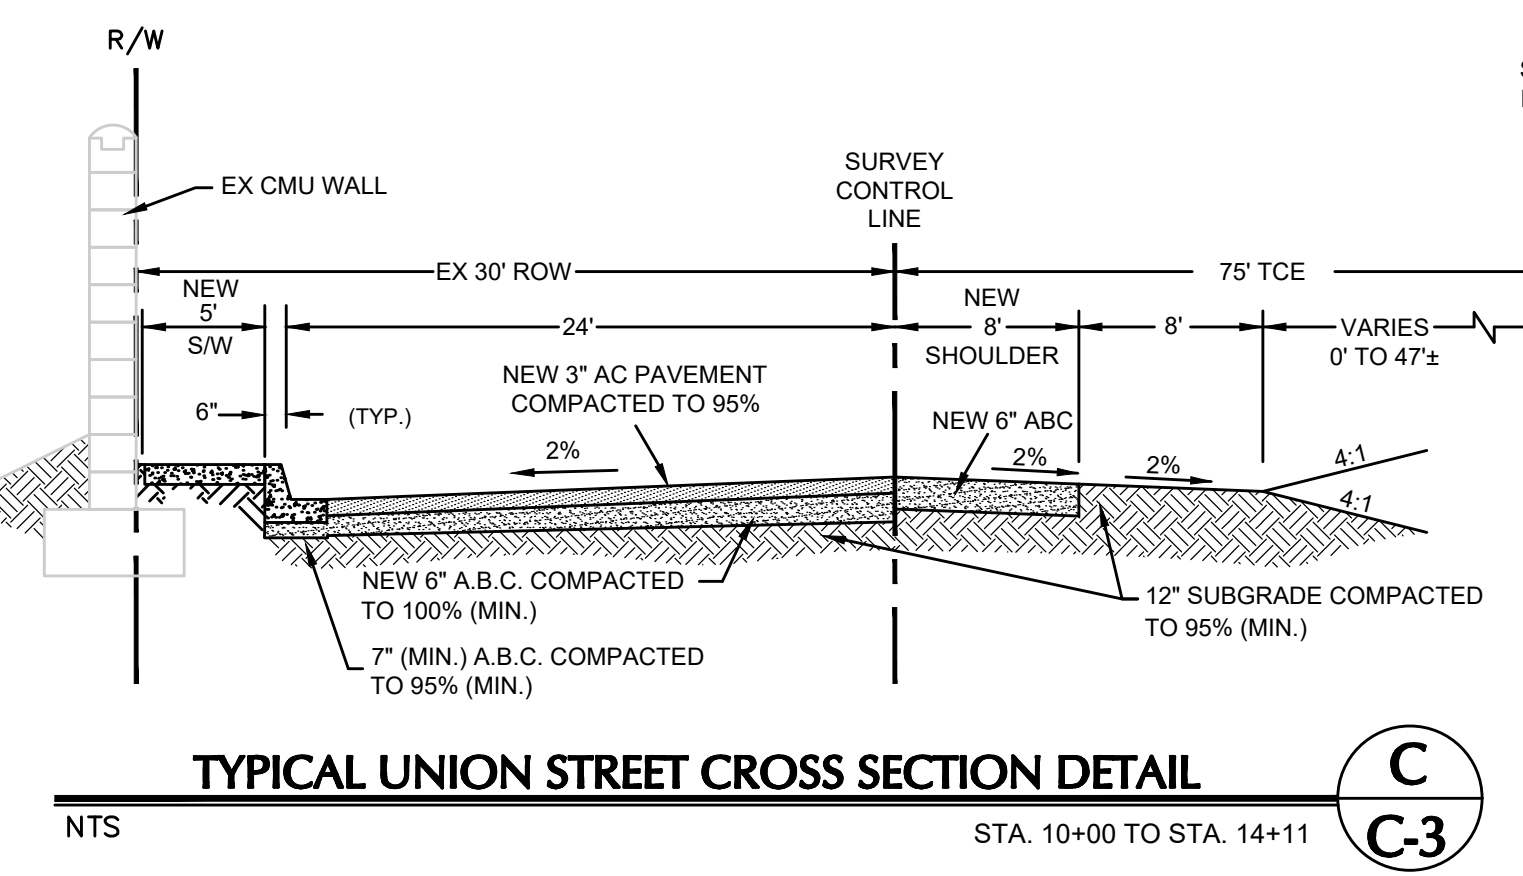 R/W
EX CMU WALL
SURVEY
CONTROL
LINE
EX 30' ROW
75' TCE
NEW
5'
S/W
24'
NEW
8'
SHOULDER
8'
VARIES
0' TO 47'±
6"
(TYP.)
NEW 3" AC PAVEMENT
COMPACTED TO 95%
NEW 6" ABC
2%
2%
2%
4:1
4:1
NEW 6" A.B.C. COMPACTED
TO 100% (MIN.)
12" SUBGRADE COMPACTED
TO 95% (MIN.)
7" (MIN.) A.B.C. COMPACTED
TO 95% (MIN.)
TYPICAL UNION STREET CROSS SECTION DETAIL
C
C-3
NTS
STA. 10+00 TO STA. 14+11